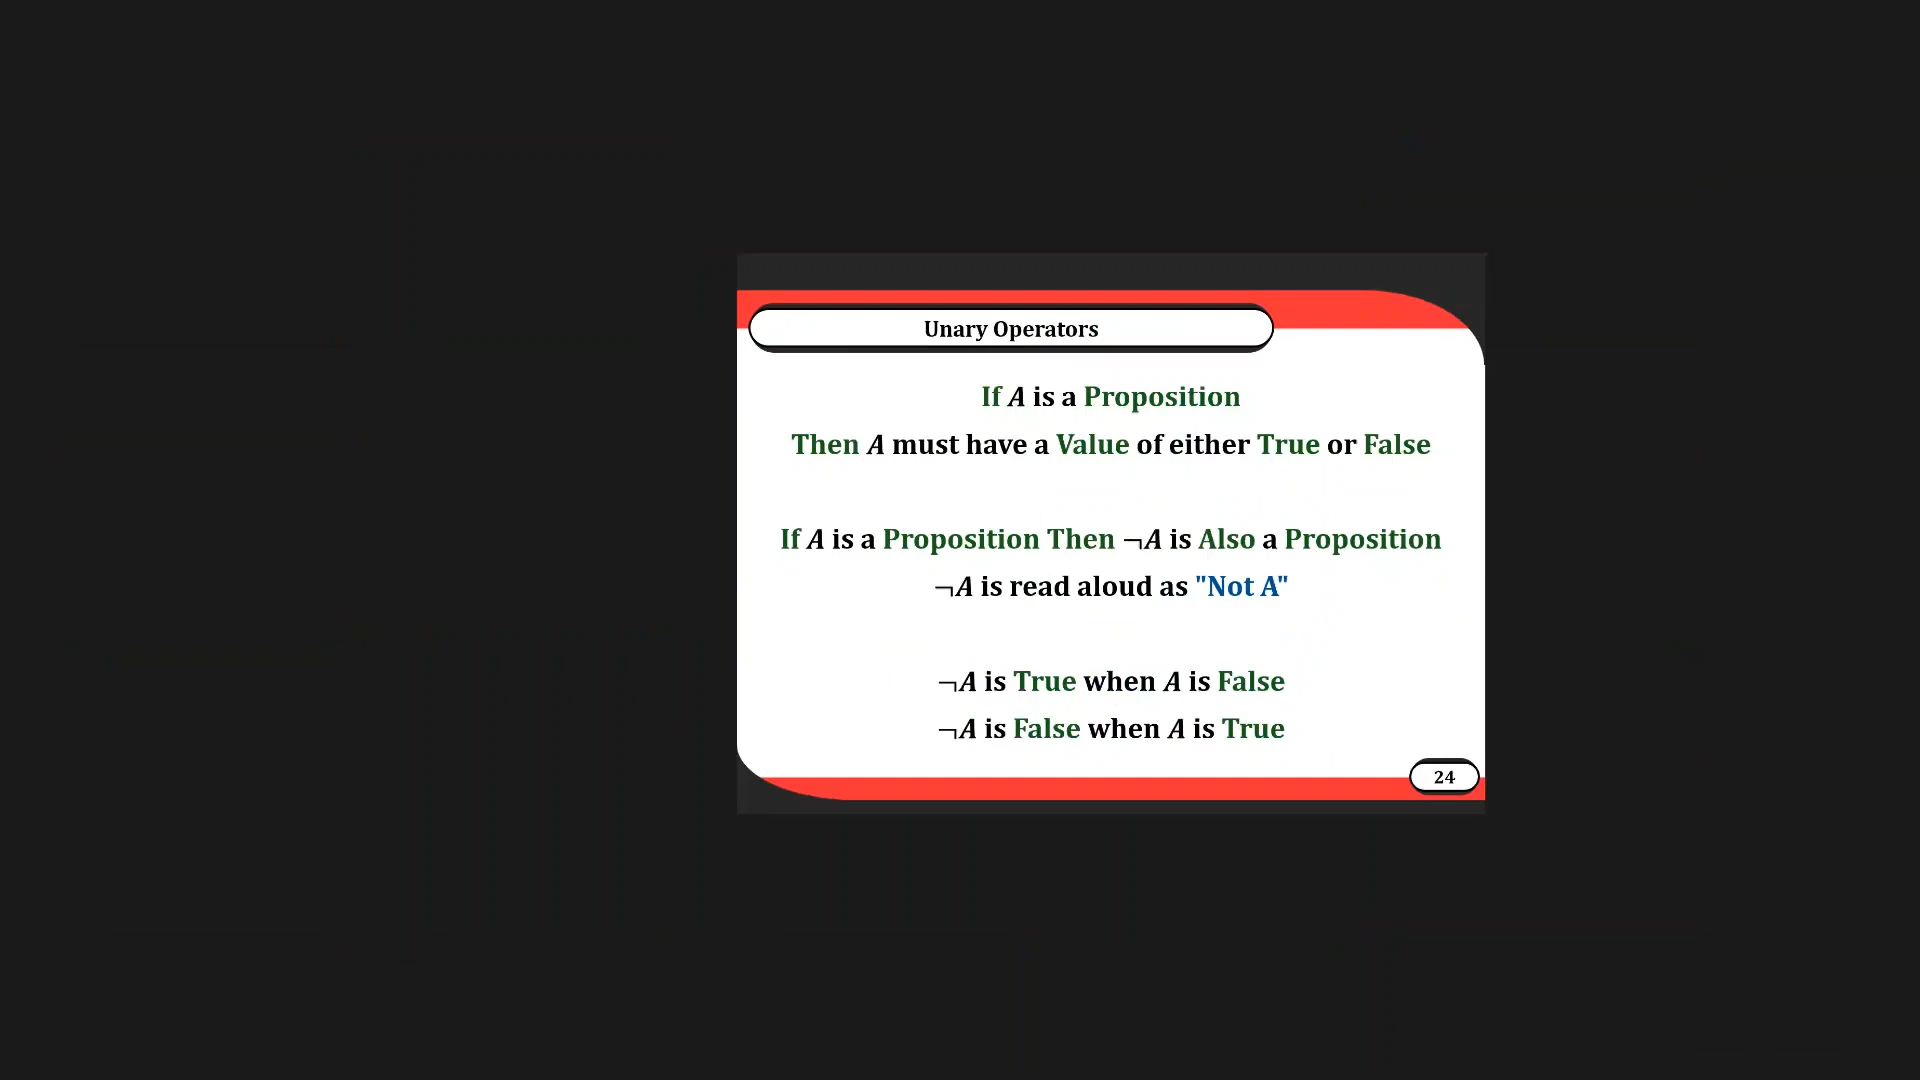 Unary Operators
If A is a Proposition
Then A must have a Value of either True or False
If A is a Proposition Then ¬A is Also a Proposition
¬A is read aloud as "Not A"
¬A is True when A is False
¬A is False when A is True
24